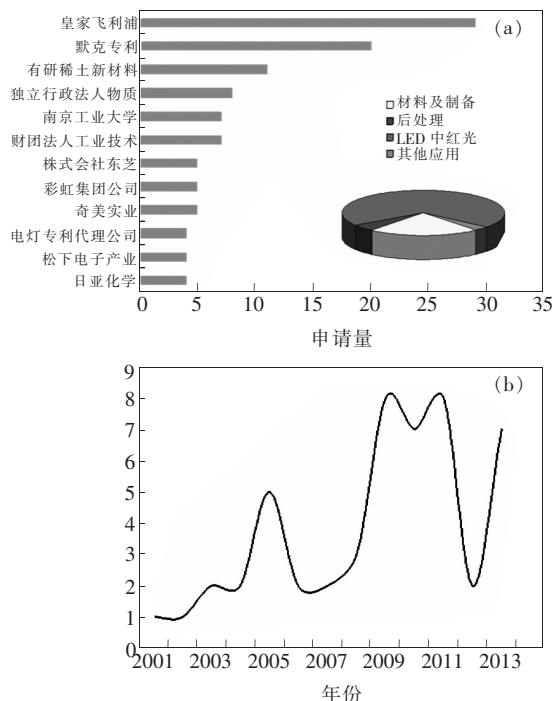 皇家飞利浦
默克专利
有研稀土新材料
独立行政法人物质
南京工业大学
财团法人工业技术
株式会社东芝
彩虹集团公司
奇美实业
电灯专利代理公司
松下电子产业
日亚化学
(a)
材料及制备
后处理
LED 中红光
其他应用
0 5 10 15 20 25 30 35
申请量
(b)
9
8
7
6
5
4
3
2
1
0
2001 2003 2005 2007 2009 2011 2013
年份